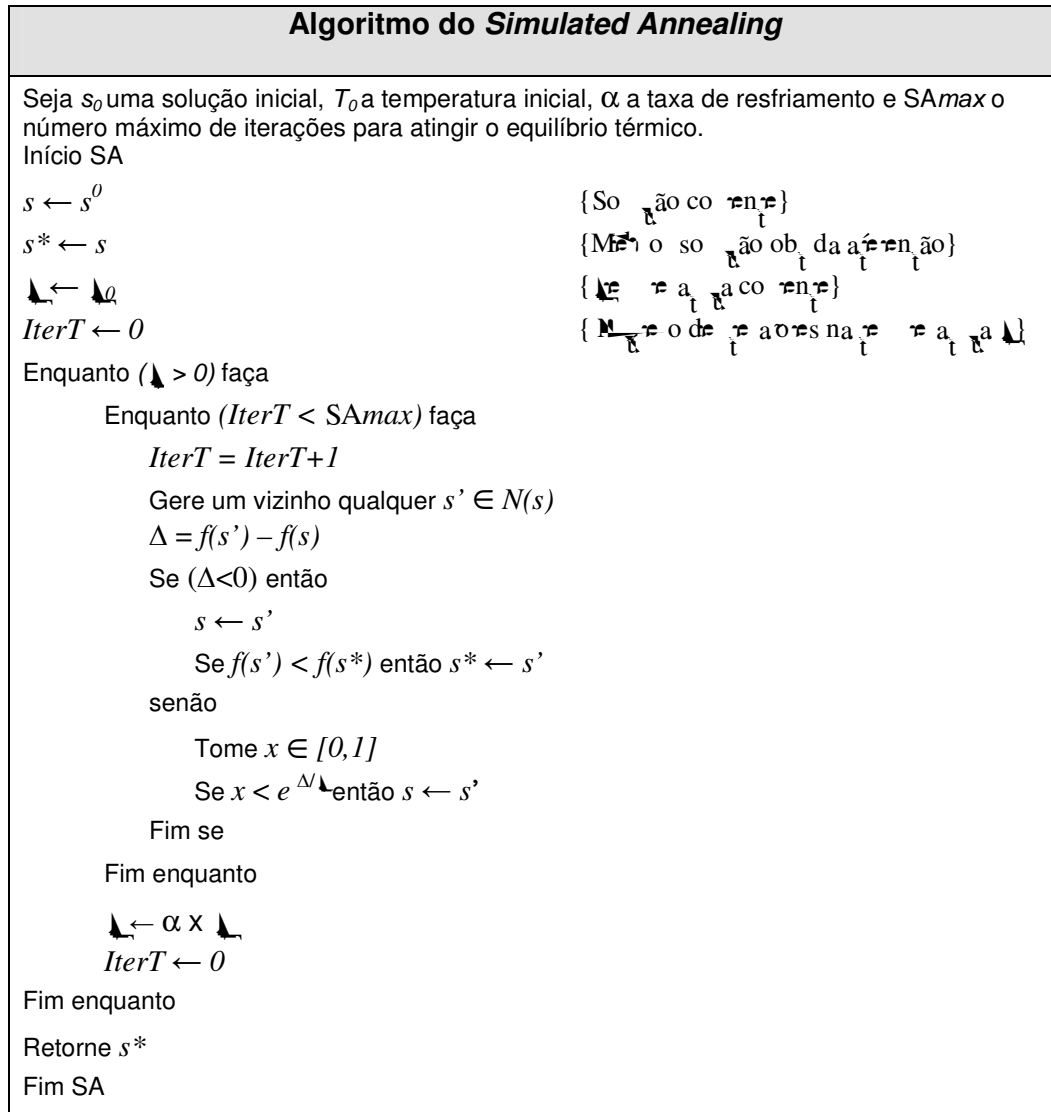 Algoritmo do Simulated Annealing
Seja s0 uma solução inicial, T0 a temperatura inicial, α a taxa de resfriamento e SAmax o
número máximo de iterações para atingir o equilíbrio térmico.
Início SA
s ← s0
s* ← s
←
IterT ← 0
Enquanto ( > 0) faça
Enquanto (IterT < SAmax) faça
IterT = IterT+1
Gere um vizinho qualquer s’ ∈ N(s)
Δ = f(s’) – f(s)
Se (Δ<0) então
s ← s’
Se f(s’) < f(s*) então s* ← s’
senão
Tome x ∈ [0,1]
Se x < e Δ/ então s ← s’
Fim se
Fim enquanto
← α x
IterT ← 0
Fim enquanto
Retorne s*
Fim SA